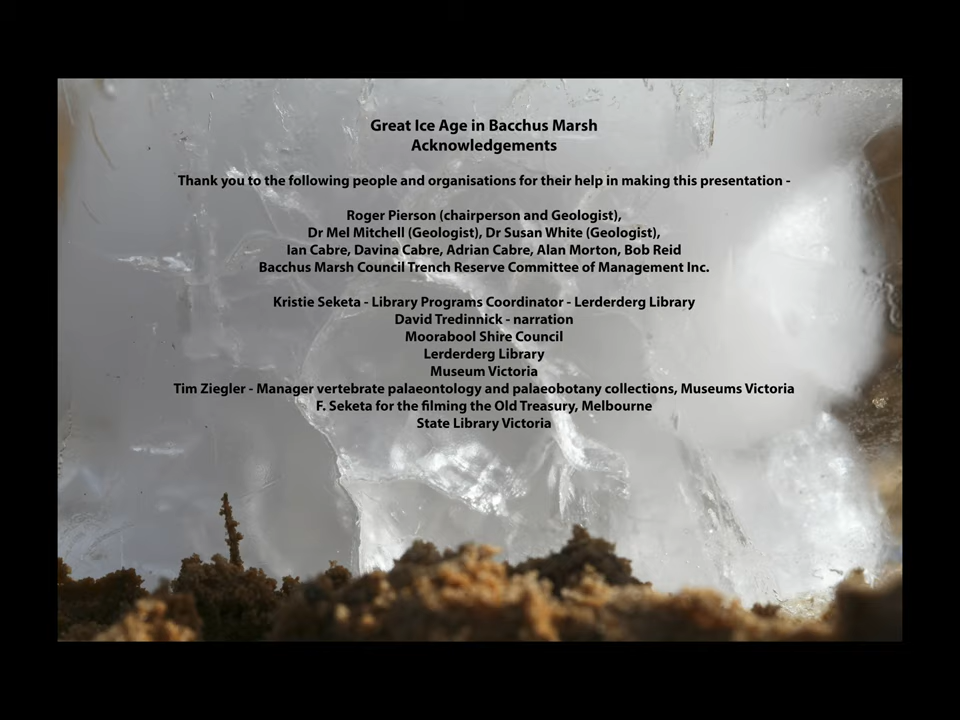 Great Ice Age in Bacchus Marsh
Acknowledgements
Thank you to the following people and organisations for their help in making this presentation -
Roger Pierson (chairperson and Geologist),
Dr Mel Mitchell (Geologist), Dr Susan White (Geologist),
Ian Cabre, Davina Cabre, Adrian Cabre, Alan Morton, Bob Reid
Bacchus Marsh Council Trench Reserve Committee of Management Inc.
Kristie Seketa - Library Programs Coordinator - Lerderderg Library
David Tredinnick - narration
Moorabool Shire Council
Lerderderg Library
Museum Victoria
Tim Ziegler - Manager vertebrate palaeontology and palaeobotany collections, Museums Victoria
F. Seketa for the filming the Old Treasury, Melbourne
State Library Victoria